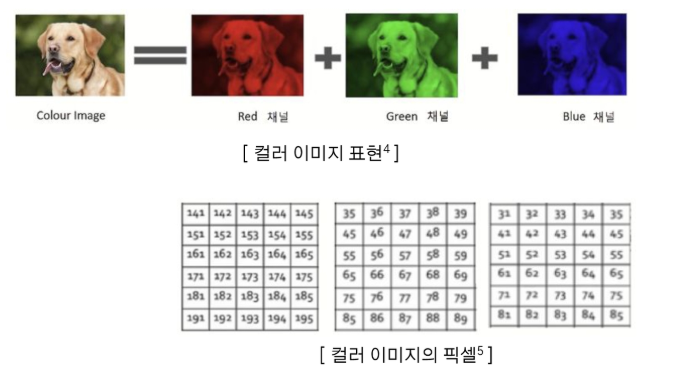 Colour Image
Red 채널
Green 채널
Blue 채널
[ 컬러 이미지 표현4 ]
141 142 143 144 145
151 152 153 154 155
161 162 163 164 165
171 172 173 174 175
181 182 183 184 185
191 192 193 194 195
35 36 37 38 39
45 46 47 48 49
55 56 57 58 59
65 66 67 68 69
75 76 77 78 79
85 86 87 88 89
31 32 33 34 35
41 42 43 44 45
51 52 53 54 55
61 62 63 64 65
71 72 73 74 75
81 82 83 84 85
[ 컬러 이미지의 픽셀5 ]